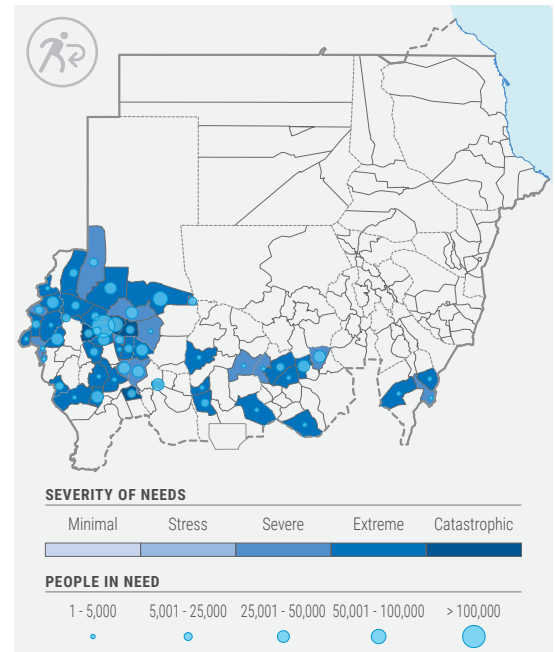 SEVERITY OF NEEDS
Minimal Stress Severe Extreme Catastrophic
PEOPLE IN NEED
1 - 5,000 5,001 - 25,000 25,001 - 50,000 50,001 - 100,000 > 100,000